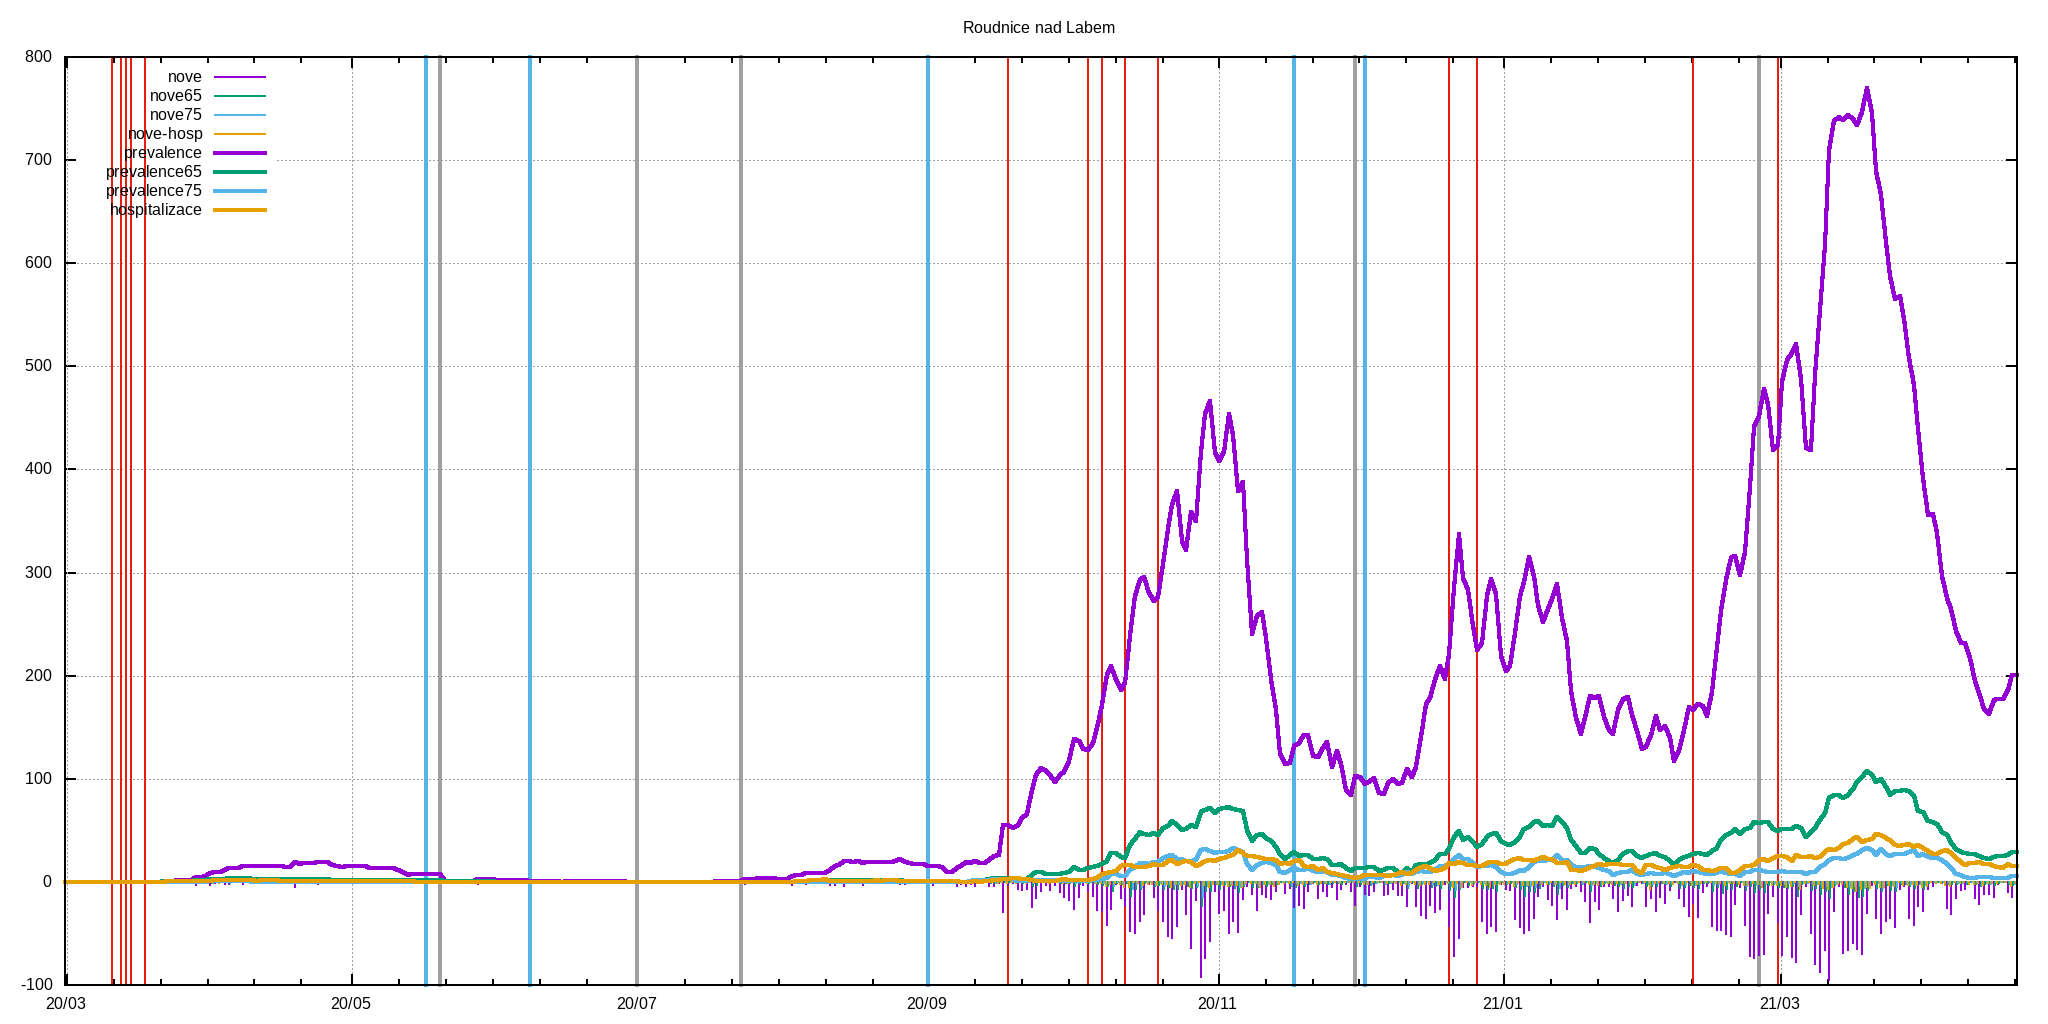 Roudnice nad Labem
800
700
600
500
400
300
200
100
0
-100
nove
nove65
nove75
nove-hosp
prevalence
prevalence65
prevalence75
hospitalizace
20/03 20/05 20/07 20/09 20/11 21/01 21/03